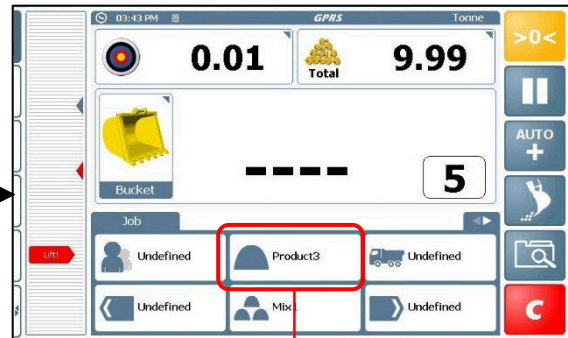 03:43 PM GPRS Tonne
0.01 Total 9.99
>0<
AUTO
+
Bucket ---- 5
Job
Lift!
Undefined Product3 Undefined
Undefined Mix1 Undefined
C